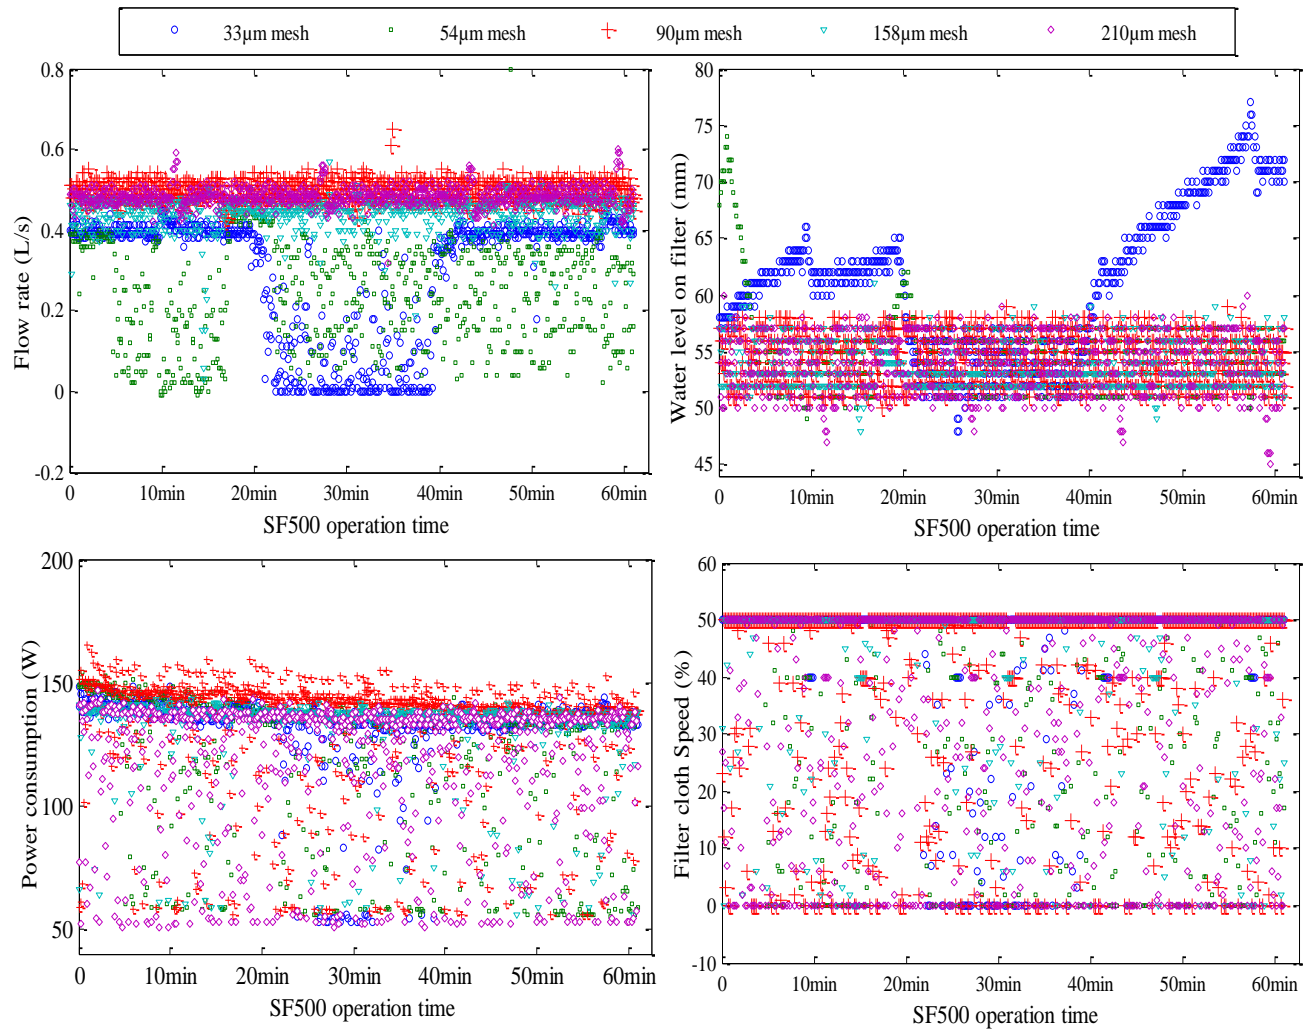 33µm mesh 54µm mesh 90µm mesh 158µm mesh 210µm mesh
Flow rate (L/s)
0.8
0.6
0.4
0.2
0
-0.2
0 10min 20min 30min 40min 50min 60min
SF500 operation time
Water level on filter (mm)
80
75
70
65
60
55
50
45
0 10min 20min 30min 40min 50min 60min
SF500 operation time
Power consumption (W)
200
150
100
50
0 10min 20min 30min 40min 50min 60min
SF500 operation time
Filter cloth Speed (%)
60
50
40
30
20
10
0
-10
0 10min 20min 30min 40min 50min 60min
SF500 operation time